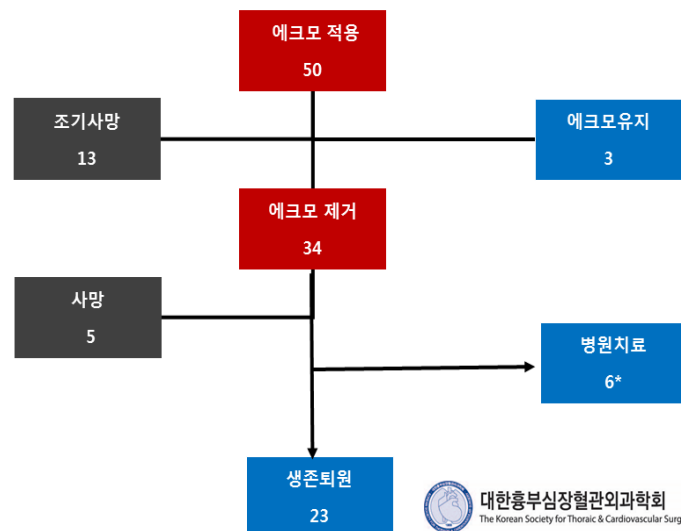 에크모 적용
50
조기사망
13
에크모유지
3
에크모 제거
34
사망
5
병원치료
6*
생존퇴원
23
대한흉부심장혈관외과학회
The Korean Society for Thoracic & Cardiovascular Surg